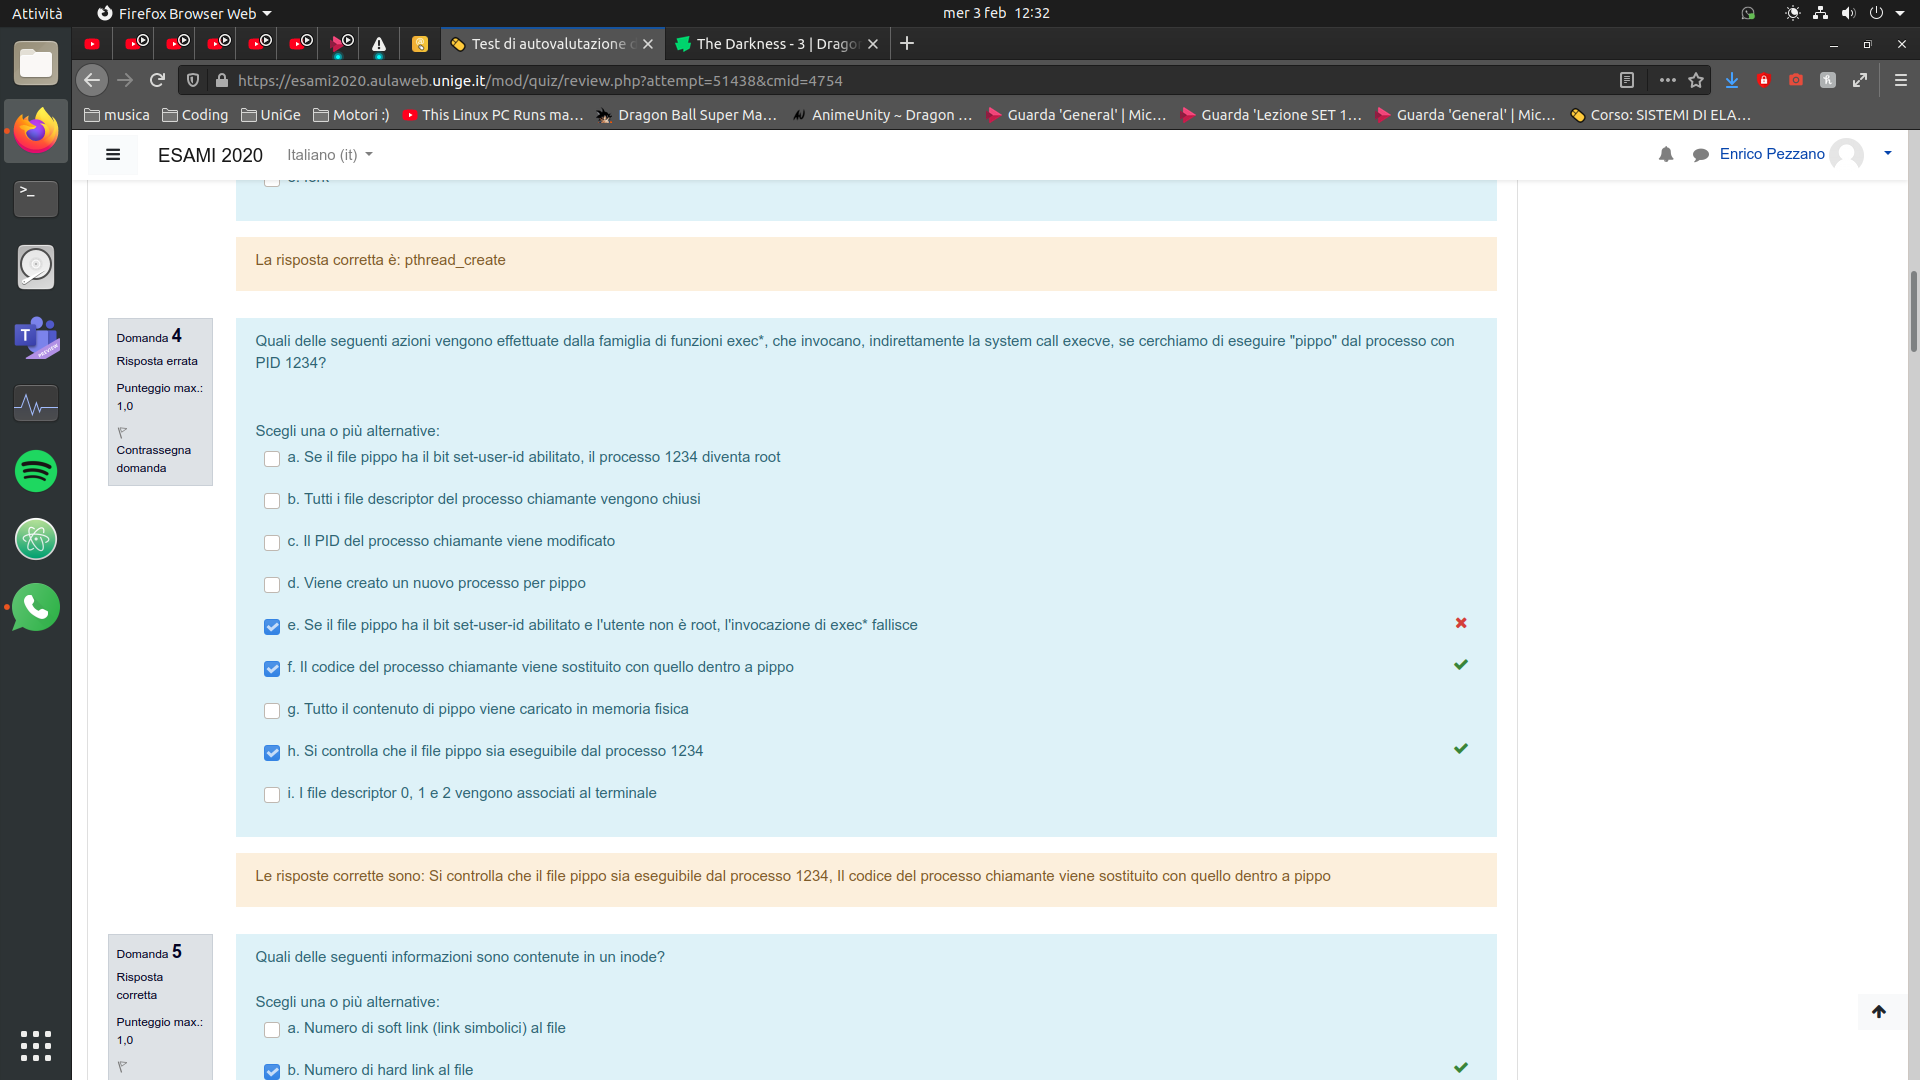 Attività
Firefox Browser Web
mer 3 feb 12:32
Test di autovalutazione
The Darkness - 3 | Drago
https://esami2020.aulaweb.unige.it/mod/quiz/review.php?attempt=51438&cmid=4754
musica
Coding
UniGe
Motori :)
This Linux PC Runs ma…
Dragon Ball Super Ma…
AnimeUnity ~ Dragon …
Guarda 'General' | Mic…
Guarda 'Lezione SET 1…
Guarda 'General' | Mic…
Corso: SISTEMI DI ELA…
ESAMI 2020
Italiano (it)
Enrico Pezzano
La risposta corretta è: pthread_create
Domanda 4
Risposta errata
Punteggio max.:
1,0
Contrassegna
domanda
Quali delle seguenti azioni vengono effettuate dalla famiglia di funzioni exec*, che invocano, indirettamente la system call execve, se cerchiamo di eseguire "pippo" dal processo con
PID 1234?
Scegli una o più alternative:
a. Se il file pippo ha il bit set-user-id abilitato, il processo 1234 diventa root
b. Tutti i file descriptor del processo chiamante vengono chiusi
c. Il PID del processo chiamante viene modificato
d. Viene creato un nuovo processo per pippo
e. Se il file pippo ha il bit set-user-id abilitato e l'utente non è root, l'invocazione di exec* fallisce
f. Il codice del processo chiamante viene sostituito con quello dentro a pippo
g. Tutto il contenuto di pippo viene caricato in memoria fisica
h. Si controlla che il file pippo sia eseguibile dal processo 1234
i. I file descriptor 0, 1 e 2 vengono associati al terminale
Le risposte corrette sono: Si controlla che il file pippo sia eseguibile dal processo 1234, Il codice del processo chiamante viene sostituito con quello dentro a pippo
Domanda 5
Risposta
corretta
Punteggio max.:
1,0
Quali delle seguenti informazioni sono contenute in un inode?
Scegli una o più alternative:
a. Numero di soft link (link simbolici) al file
b. Numero di hard link al file